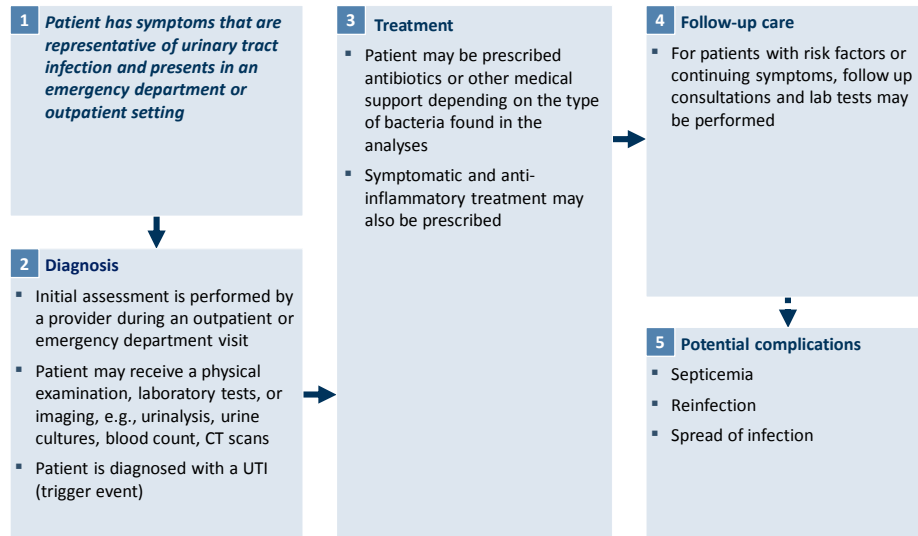 1 Patient has symptoms that are
representative of urinary tract
infection and presents in an
emergency department or
outpatient setting
2 Diagnosis
▪ Initial assessment is performed by
a provider during an outpatient or
emergency department visit
▪ Patient may receive a physical
examination, laboratory tests, or
imaging, e.g., urinalysis, urine
cultures, blood count, CT scans
▪ Patient is diagnosed with a UTI
(trigger event)
3 Treatment
▪ Patient may be prescribed
antibiotics or other medical
support depending on the type
of bacteria found in the
analyses
▪ Symptomatic and anti-
inflammatory treatment may
also be prescribed
4 Follow-up care
▪ For patients with risk factors or
continuing symptoms, follow up
consultations and lab tests may
be performed
5 Potential complications
▪ Septicemia
▪ Reinfection
▪ Spread of infection